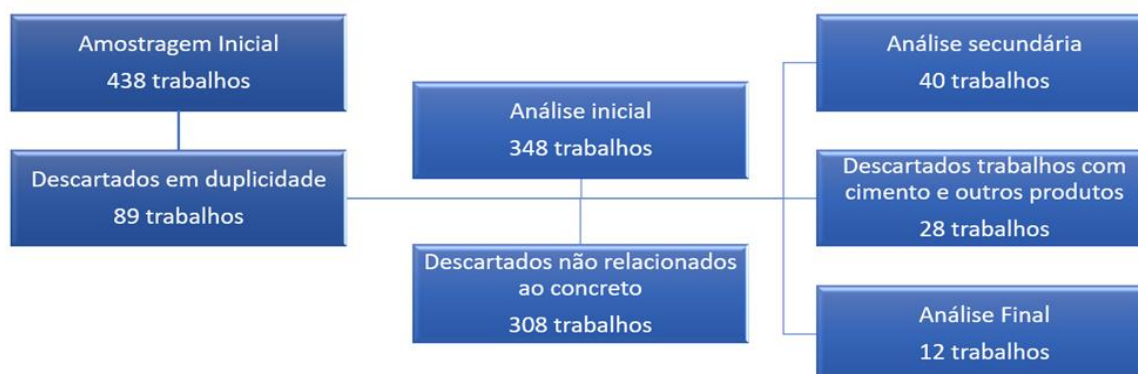 Amostragem Inicial
438 trabalhos
Descartados em duplicidade
89 trabalhos
Análise inicial
348 trabalhos
Descartados não relacionados
ao concreto
308 trabalhos
Análise secundária
40 trabalhos
Descartados trabalhos com
cimento e outros produtos
28 trabalhos
Análise Final
12 trabalhos